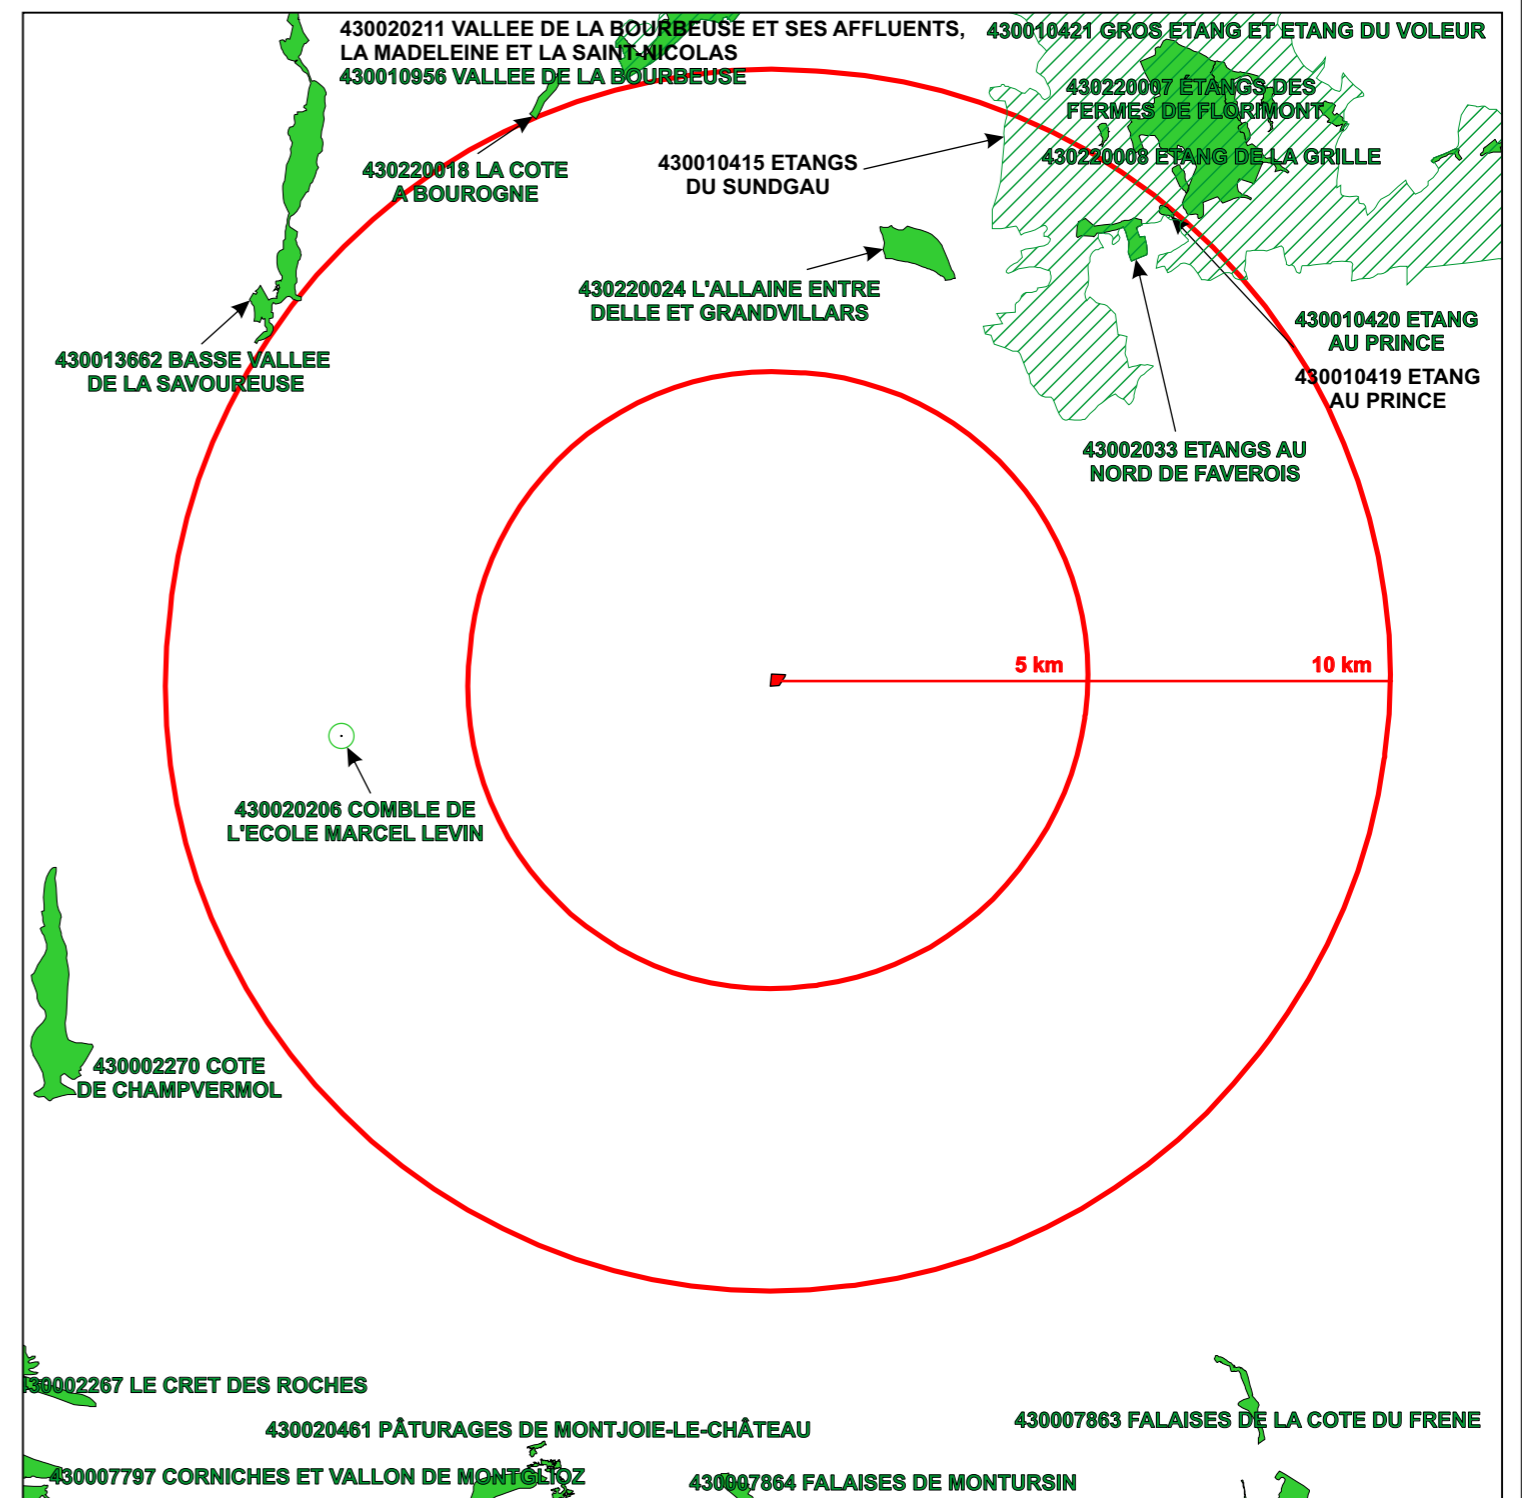 430020211 VALLEE DE LA BOURBEUSE ET SES AFFLUENTS,
LA MADELEINE ET LA SAINT-NICOLAS
430010956 VALLEE DE LA BOURBEUSE
430010421 GROS ETANG ET ETANG DU VOLEUR
430220007 ÉTANGS DES
FERMES DE FLORIMONT
430220008 ETANG DE LA GRILLE
430220018 LA COTE
A BOUROGNE
430010415 ETANGS
DU SUNDGAU
430220024 L'ALLAINE ENTRE
DELLE ET GRANDVILLARS
430013662 BASSE VALLEE
DE LA SAVOUREUSE
430010420 ETANG
AU PRINCE
430010419 ETANG
AU PRINCE
43002033 ETANGS AU
NORD DE FAVEROIS
5 km
10 km
430020206 COMBLE DE
L'ECOLE MARCEL LEVIN
430002270 COTE
DE CHAMPVERMOL
430002267 LE CRET DES ROCHES
430020461 PÂTURAGES DE MONTJOIE-LE-CHÂTEAU
430007863 FALAISES DE LA COTE DU FRENE
430007797 CORNICHES ET VALLON DE MONTGLIOZ
430007864 FALAISES DE MONTURSIN